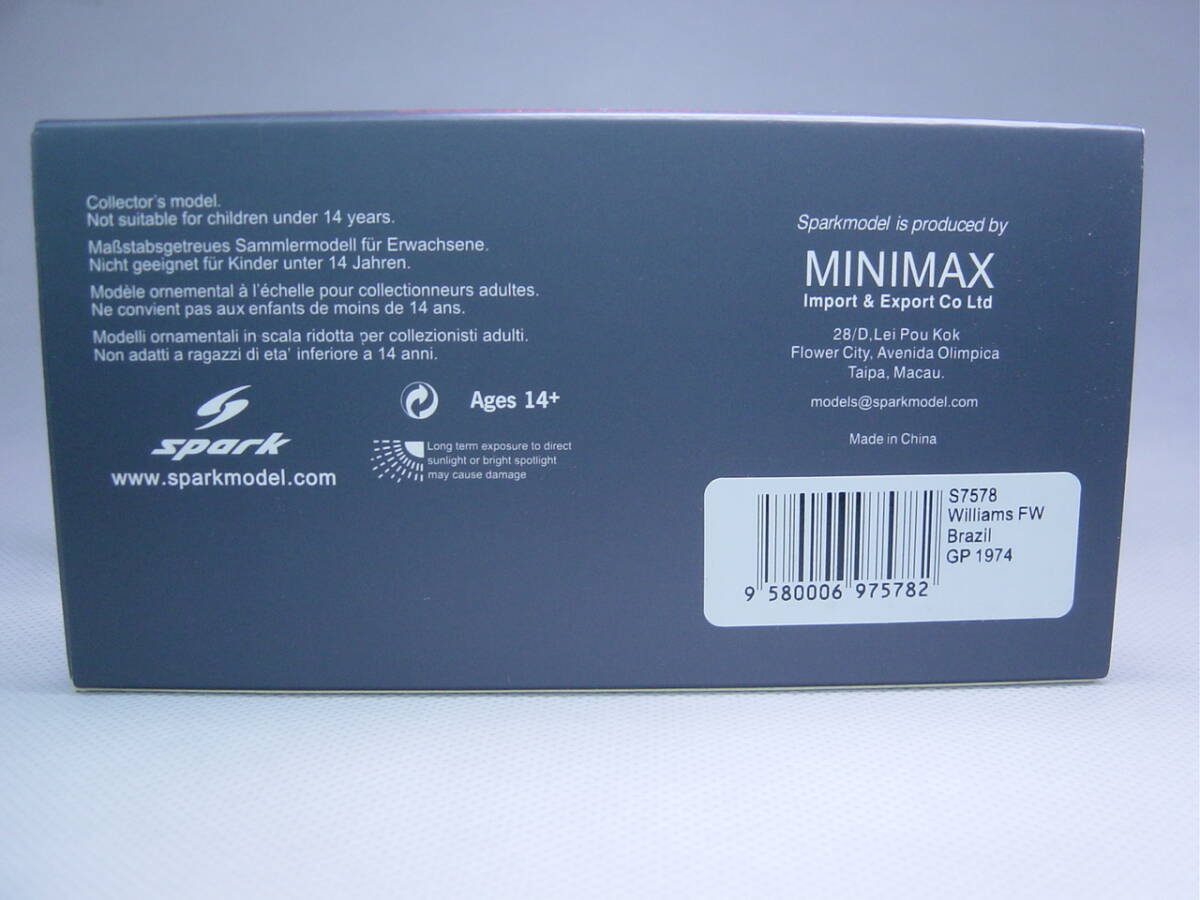 Collector's model.
Not suitable for children under 14 years.
Maßstabsgetreues Sammlermodell für Erwachsene.
Nicht geeignet für Kinder unter 14 Jahren.
Modèle ornemental à l'échelle pour collectionneurs adultes.
Ne convient pas aux enfants de moins de 14 ans.
Modelli ornamentali in scala ridotta per collezionisti adulti.
Non adatti a ragazzi di eta' inferiore a 14 anni.
spark
www.sparkmodel.com
Ages 14+
Long term exposure to direct
sunlight or bright spotlight
may cause damage
Sparkmodel is produced by
MINIMAX
Import & Export Co Ltd
28/D,Lei Pou Kok
Flower City, Avenida Olimpica
Taipa, Macau.
models@sparkmodel.com
Made in China
S7578
Williams FW
Brazil
GP 1974
9 580006 975782